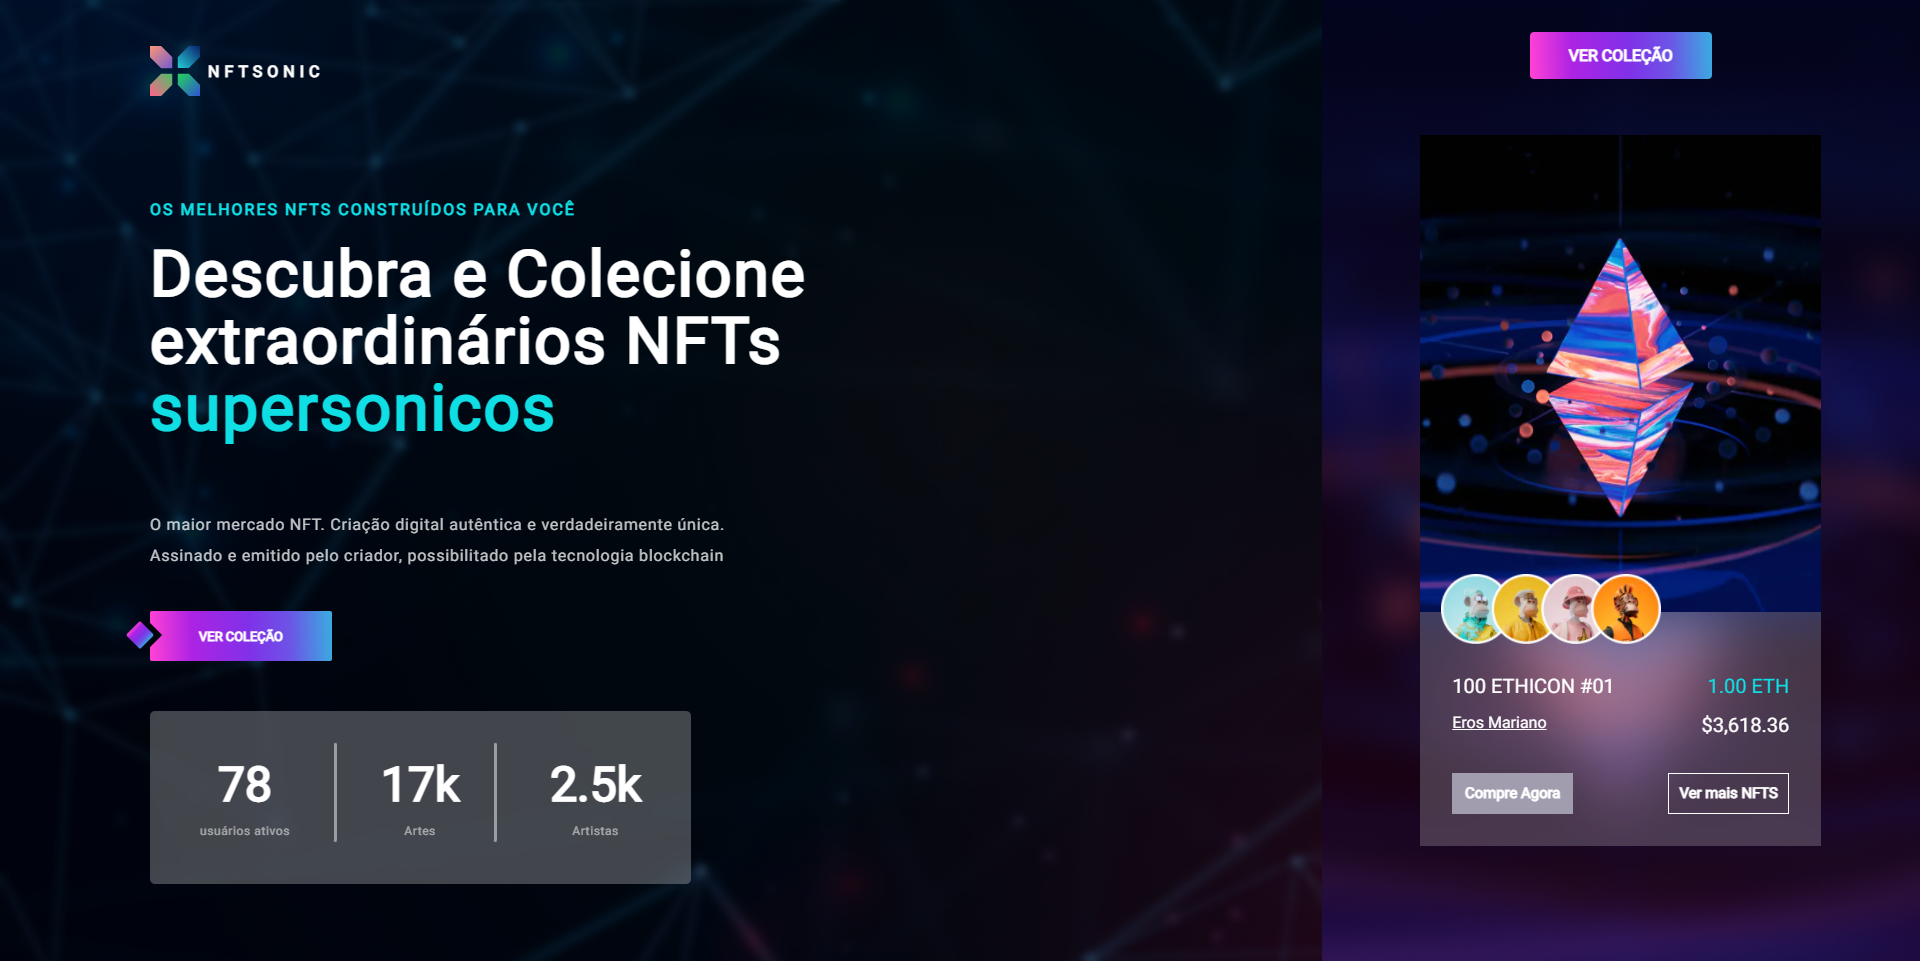 NFTSONIC
OS MELHORES NFTS CONSTRUÍDOS PARA VOCÊ
Descubra e Colecione
extraordinários NFTs
supersonicos
O maior mercado NFT. Criação digital autêntica e verdadeiramente única.
Assinado e emitido pelo criador, possibilitado pela tecnologia blockchain
VER COLEÇÃO
78
usuários ativos
17k
Artes
2.5k
Artistas
VER COLEÇÃO
100 ETHICON #01
1.00 ETH
Eros Mariano
$3,618.36
Compre Agora
Ver mais NFTS